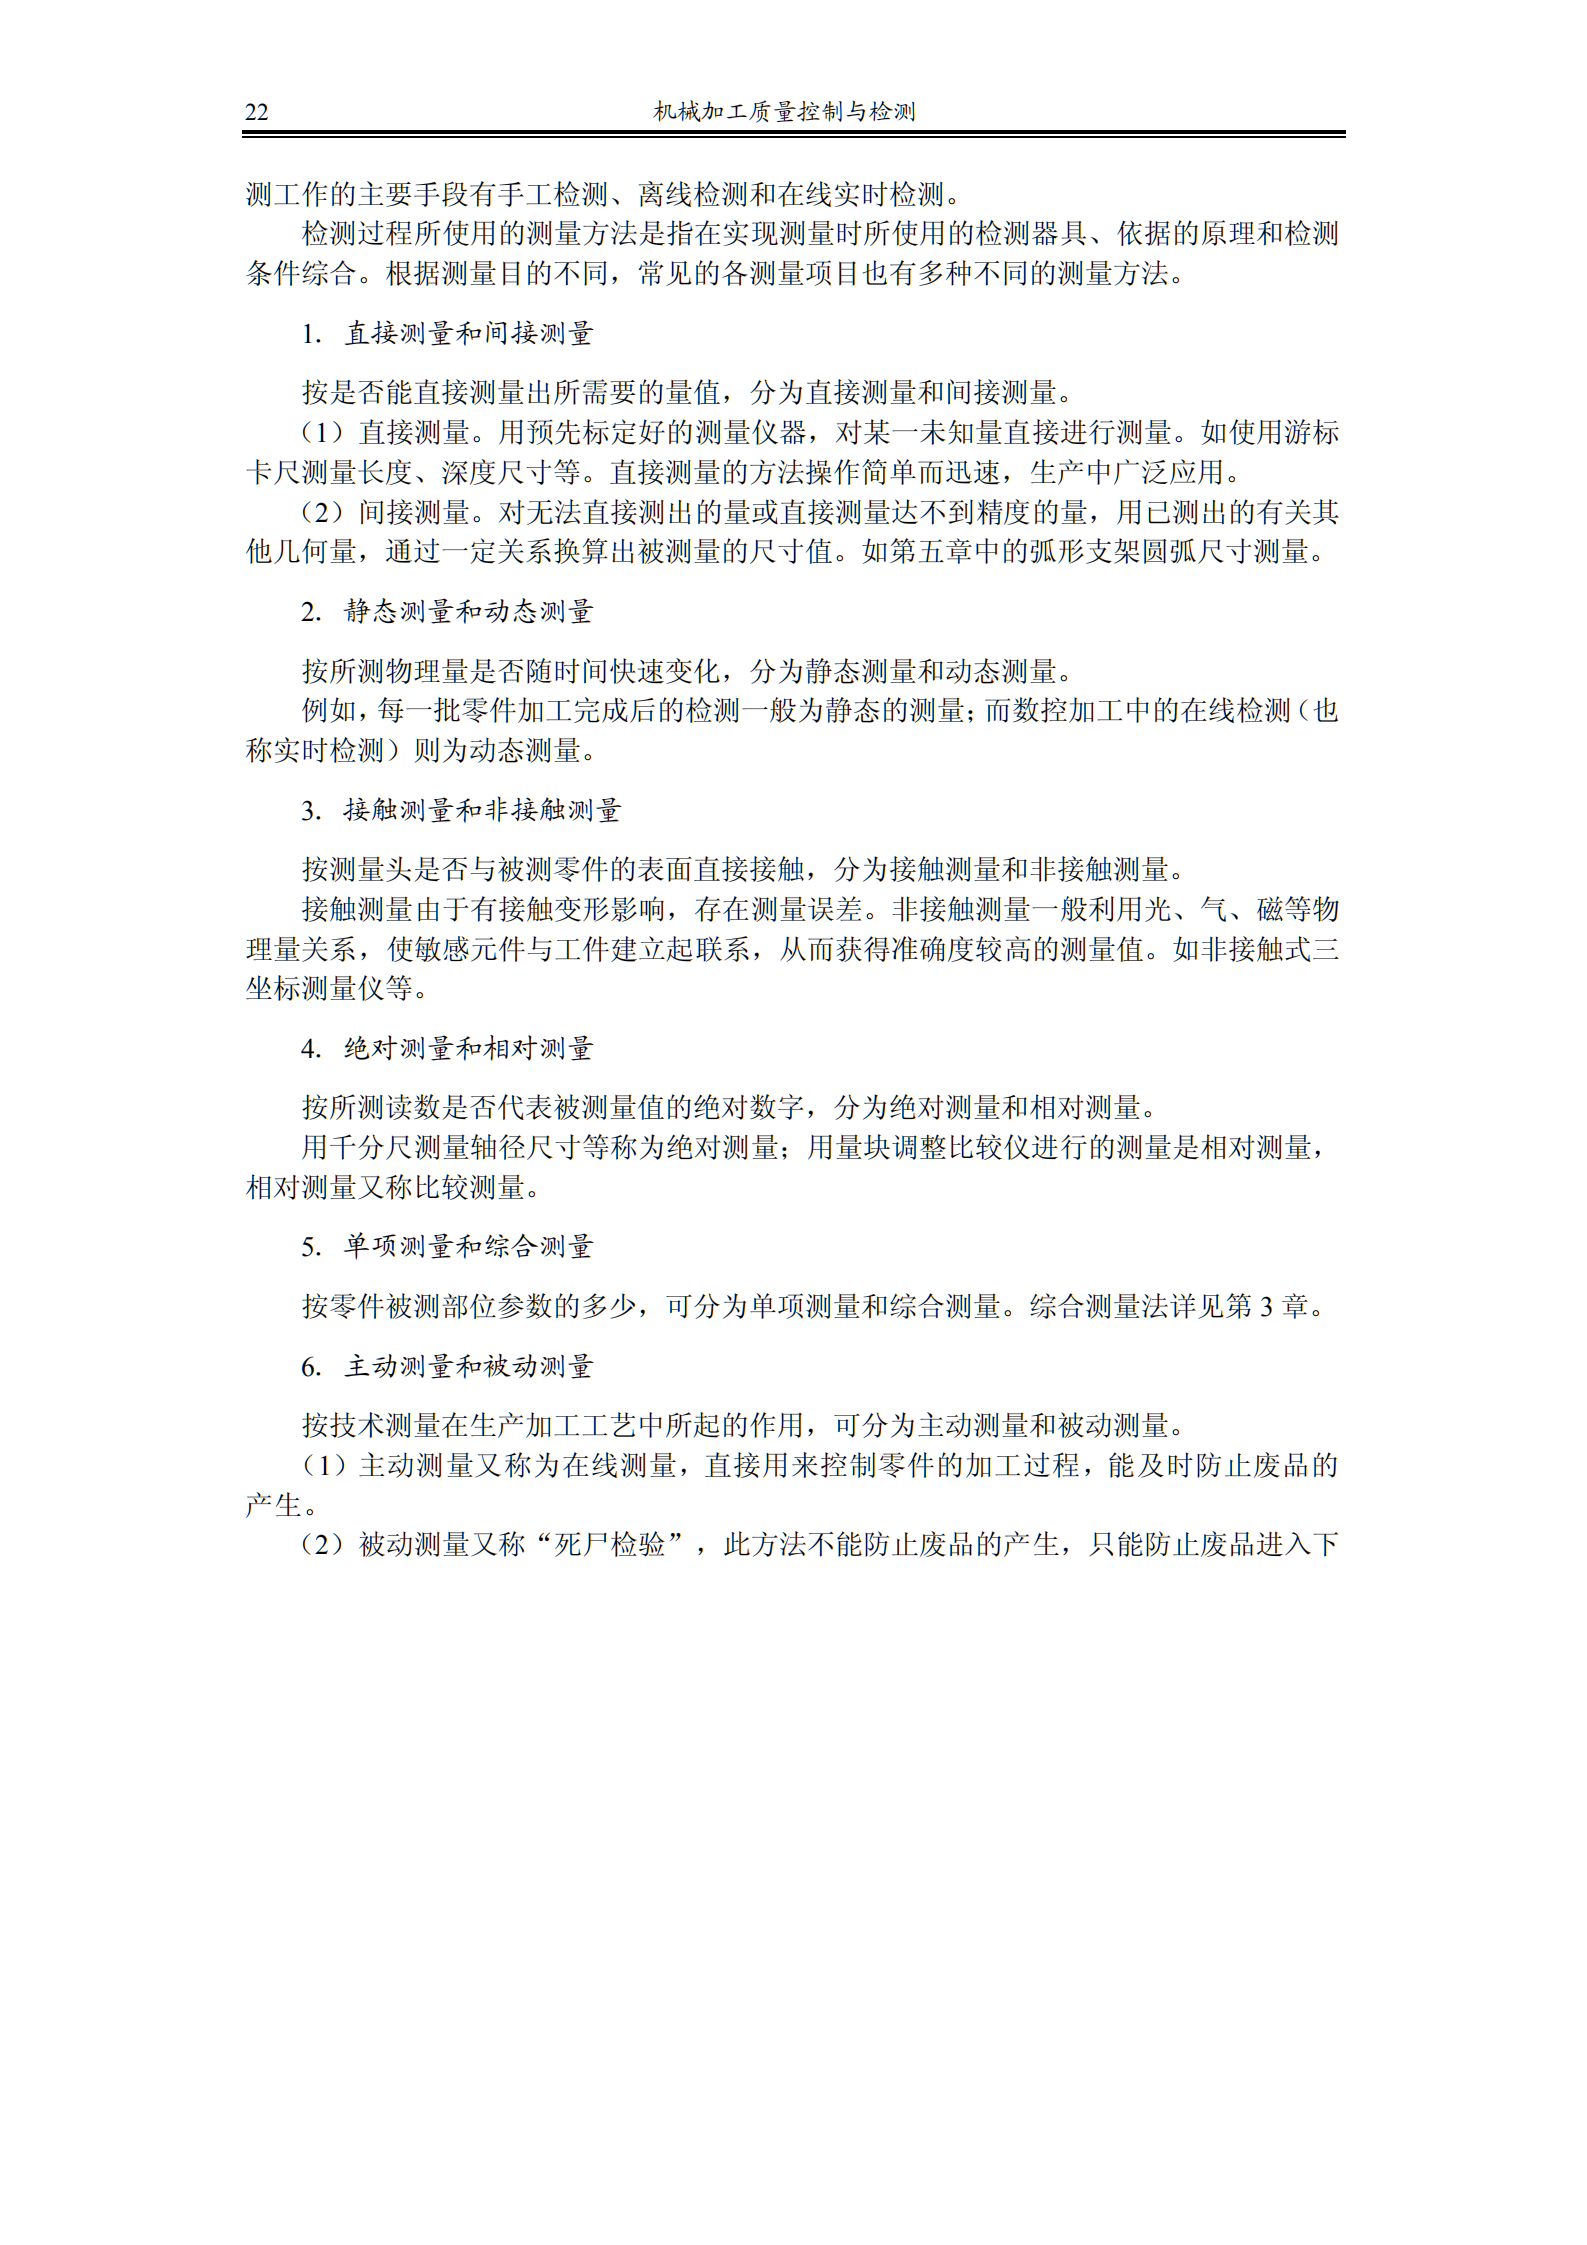 22 机械加工质量控制与检测
测工作的主要手段有手工检测、离线检测和在线实时检测。
检测过程所使用的测量方法是指在实现测量时所使用的检测器具、依据的原理和检测
条件综合。根据测量目的不同，常见的各测量项目也有多种不同的测量方法。
1. 直接测量和间接测量
按是否能直接测量出所需要的量值，分为直接测量和间接测量。
（1）直接测量。用预先标定好的测量仪器，对某一未知量直接进行测量。如使用游标
卡尺测量长度、深度尺寸等。直接测量的方法操作简单而迅速，生产中广泛应用。
（2）间接测量。对无法直接测出的量或直接测量达不到精度的量，用已测出的有关其
他几何量，通过一定关系换算出被测量的尺寸值。如第五章中的弧形支架圆弧尺寸测量。
2. 静态测量和动态测量
按所测物理量是否随时间快速变化，分为静态测量和动态测量。
例如，每一批零件加工完成后的检测一般为静态的测量；而数控加工中的在线检测（也
称实时检测）则为动态测量。
3. 接触测量和非接触测量
按测量头是否与被测零件的表面直接接触，分为接触测量和非接触测量。
接触测量由于有接触变形影响，存在测量误差。非接触测量一般利用光、气、磁等物
理量关系，使敏感元件与工件建立起联系，从而获得准确度较高的测量值。如非接触式三
坐标测量仪等。
4. 绝对测量和相对测量
按所测读数是否代表被测量值的绝对数字，分为绝对测量和相对测量。
用千分尺测量轴径尺寸等称为绝对测量；用量块调整比较仪进行的测量是相对测量，
相对测量又称比较测量。
5. 单项测量和综合测量
按零件被测部位参数的多少，可分为单项测量和综合测量。综合测量法详见第 3 章。
6. 主动测量和被动测量
按技术测量在生产加工工艺中所起的作用，可分为主动测量和被动测量。
（1）主动测量又称为在线测量，直接用来控制零件的加工过程，能及时防止废品的
产生。
（2）被动测量又称“死尸检验”，此方法不能防止废品的产生，只能防止废品进入下